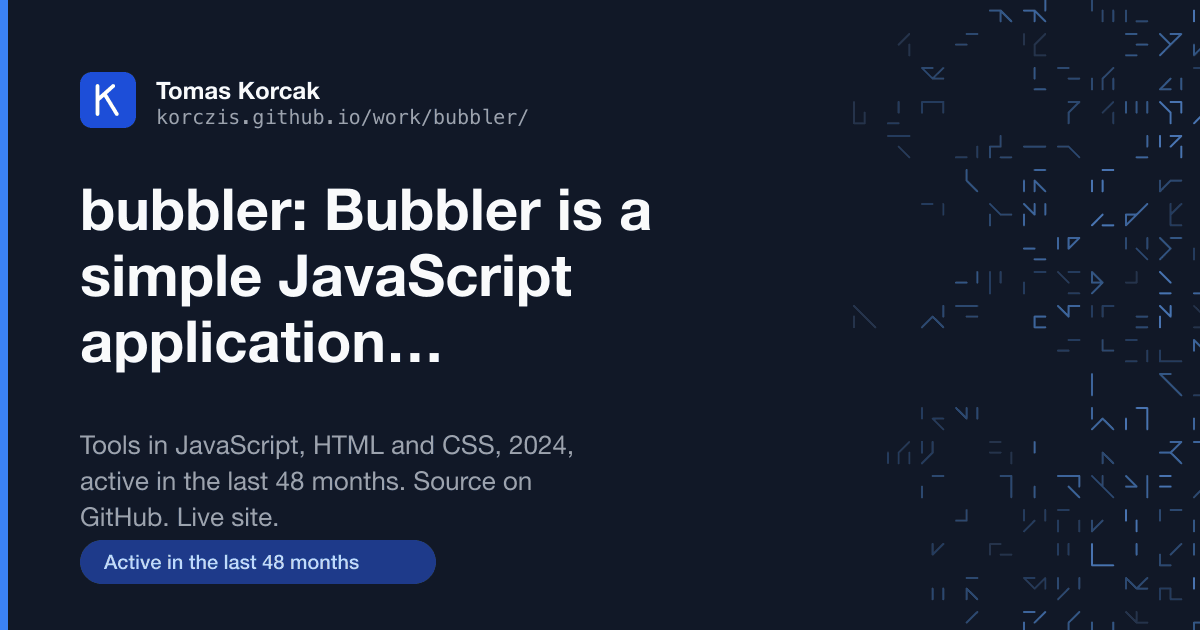 K
Tomas Korcak
korczis.github.io/work/bubbler/
bubbler: Bubbler is a
simple JavaScript
application…
Tools in JavaScript, HTML and CSS, 2024,
active in the last 48 months. Source on
GitHub. Live site.
Active in the last 48 months